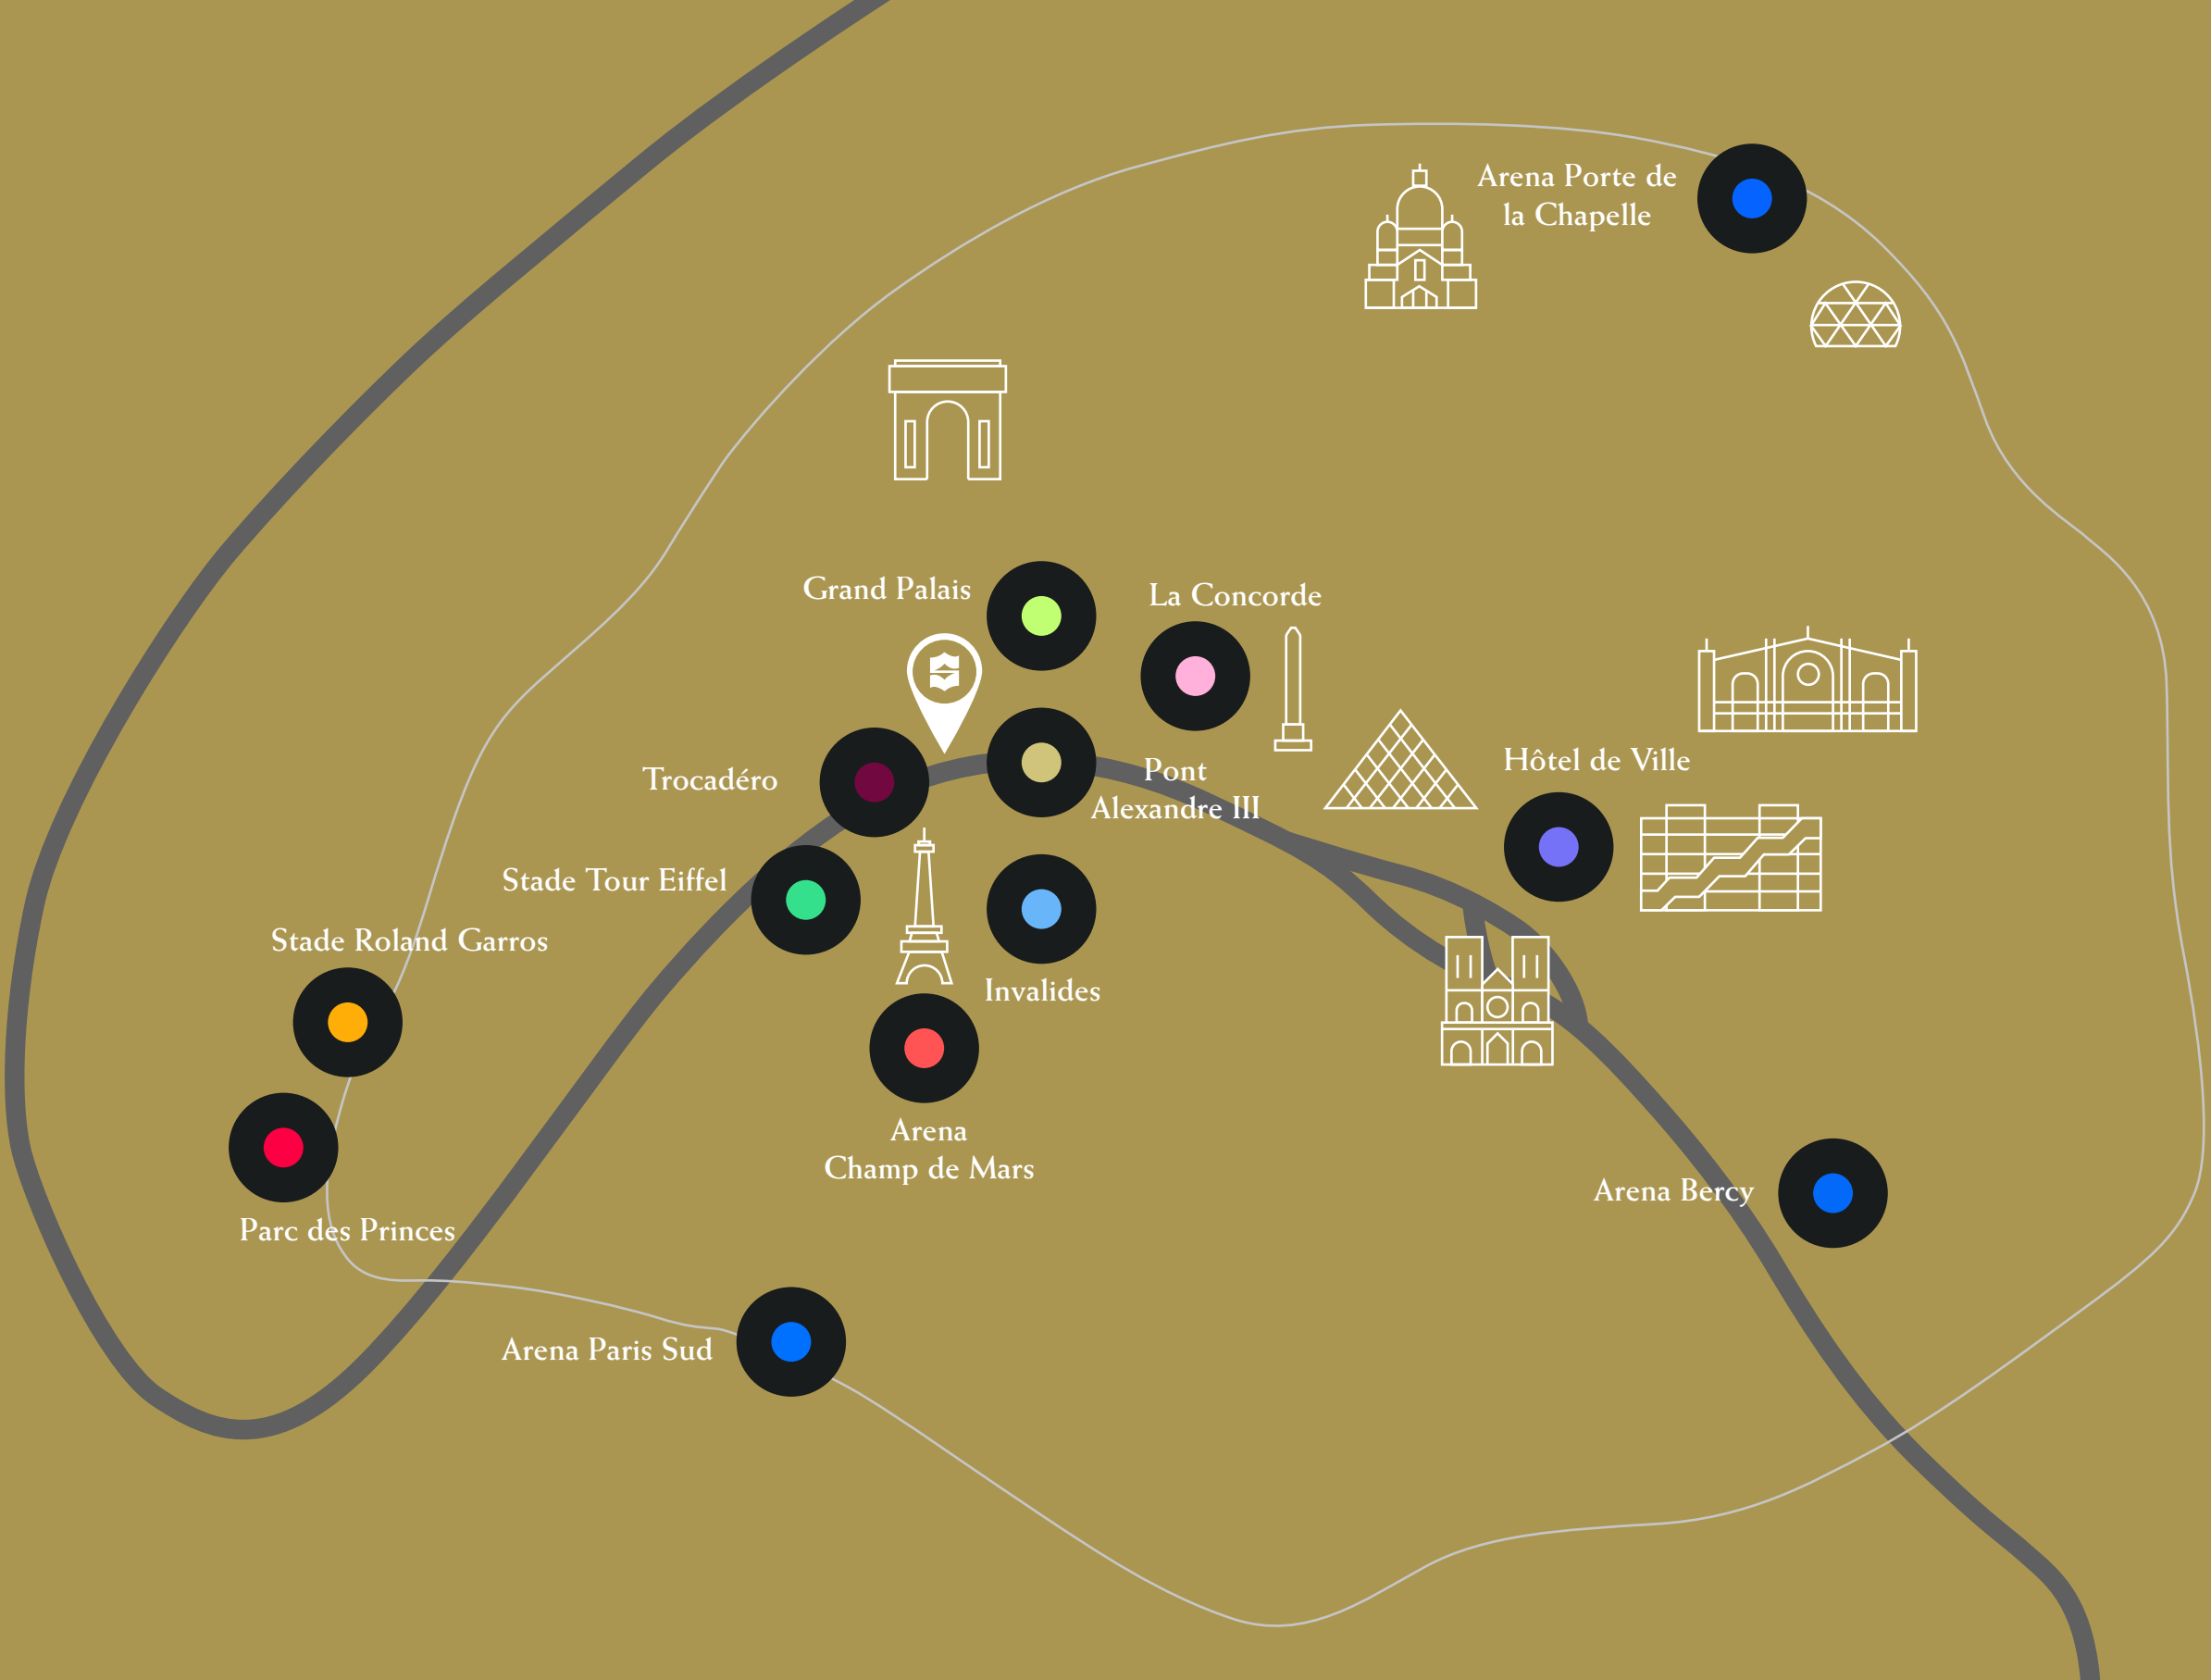 Arena Porte de
la Chapelle
Grand Palais
La Concorde
Trocadéro
Pont
Alexandre III
Hôtel de Ville
Stade Tour Eiffel
Stade Roland Garros
Invalides
Arena
Champ de Mars
Arena Bercy
Parc des Princes
Arena Paris Sud